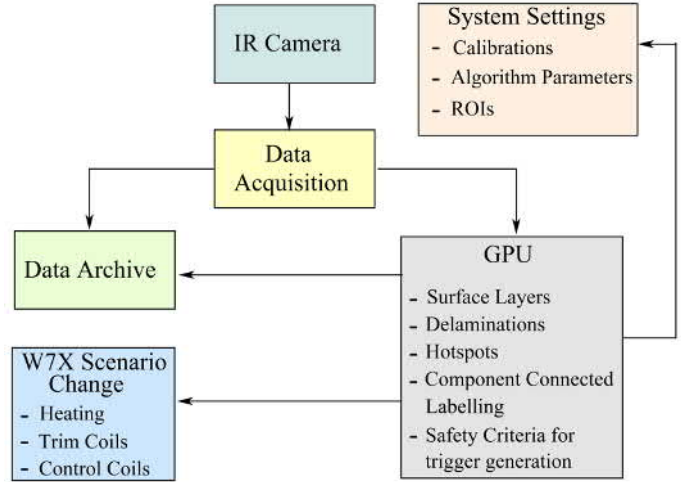 IR Camera
System Settings
- Calibrations
- Algorithm Parameters
- ROIs
Data
Acquisition
Data Archive
GPU
- Surface Layers
- Delaminations
- Hotspots
- Component Connected
Labelling
- Safety Criteria for
trigger generation
W7X Scenario
Change
- Heating
- Trim Coils
- Control Coils